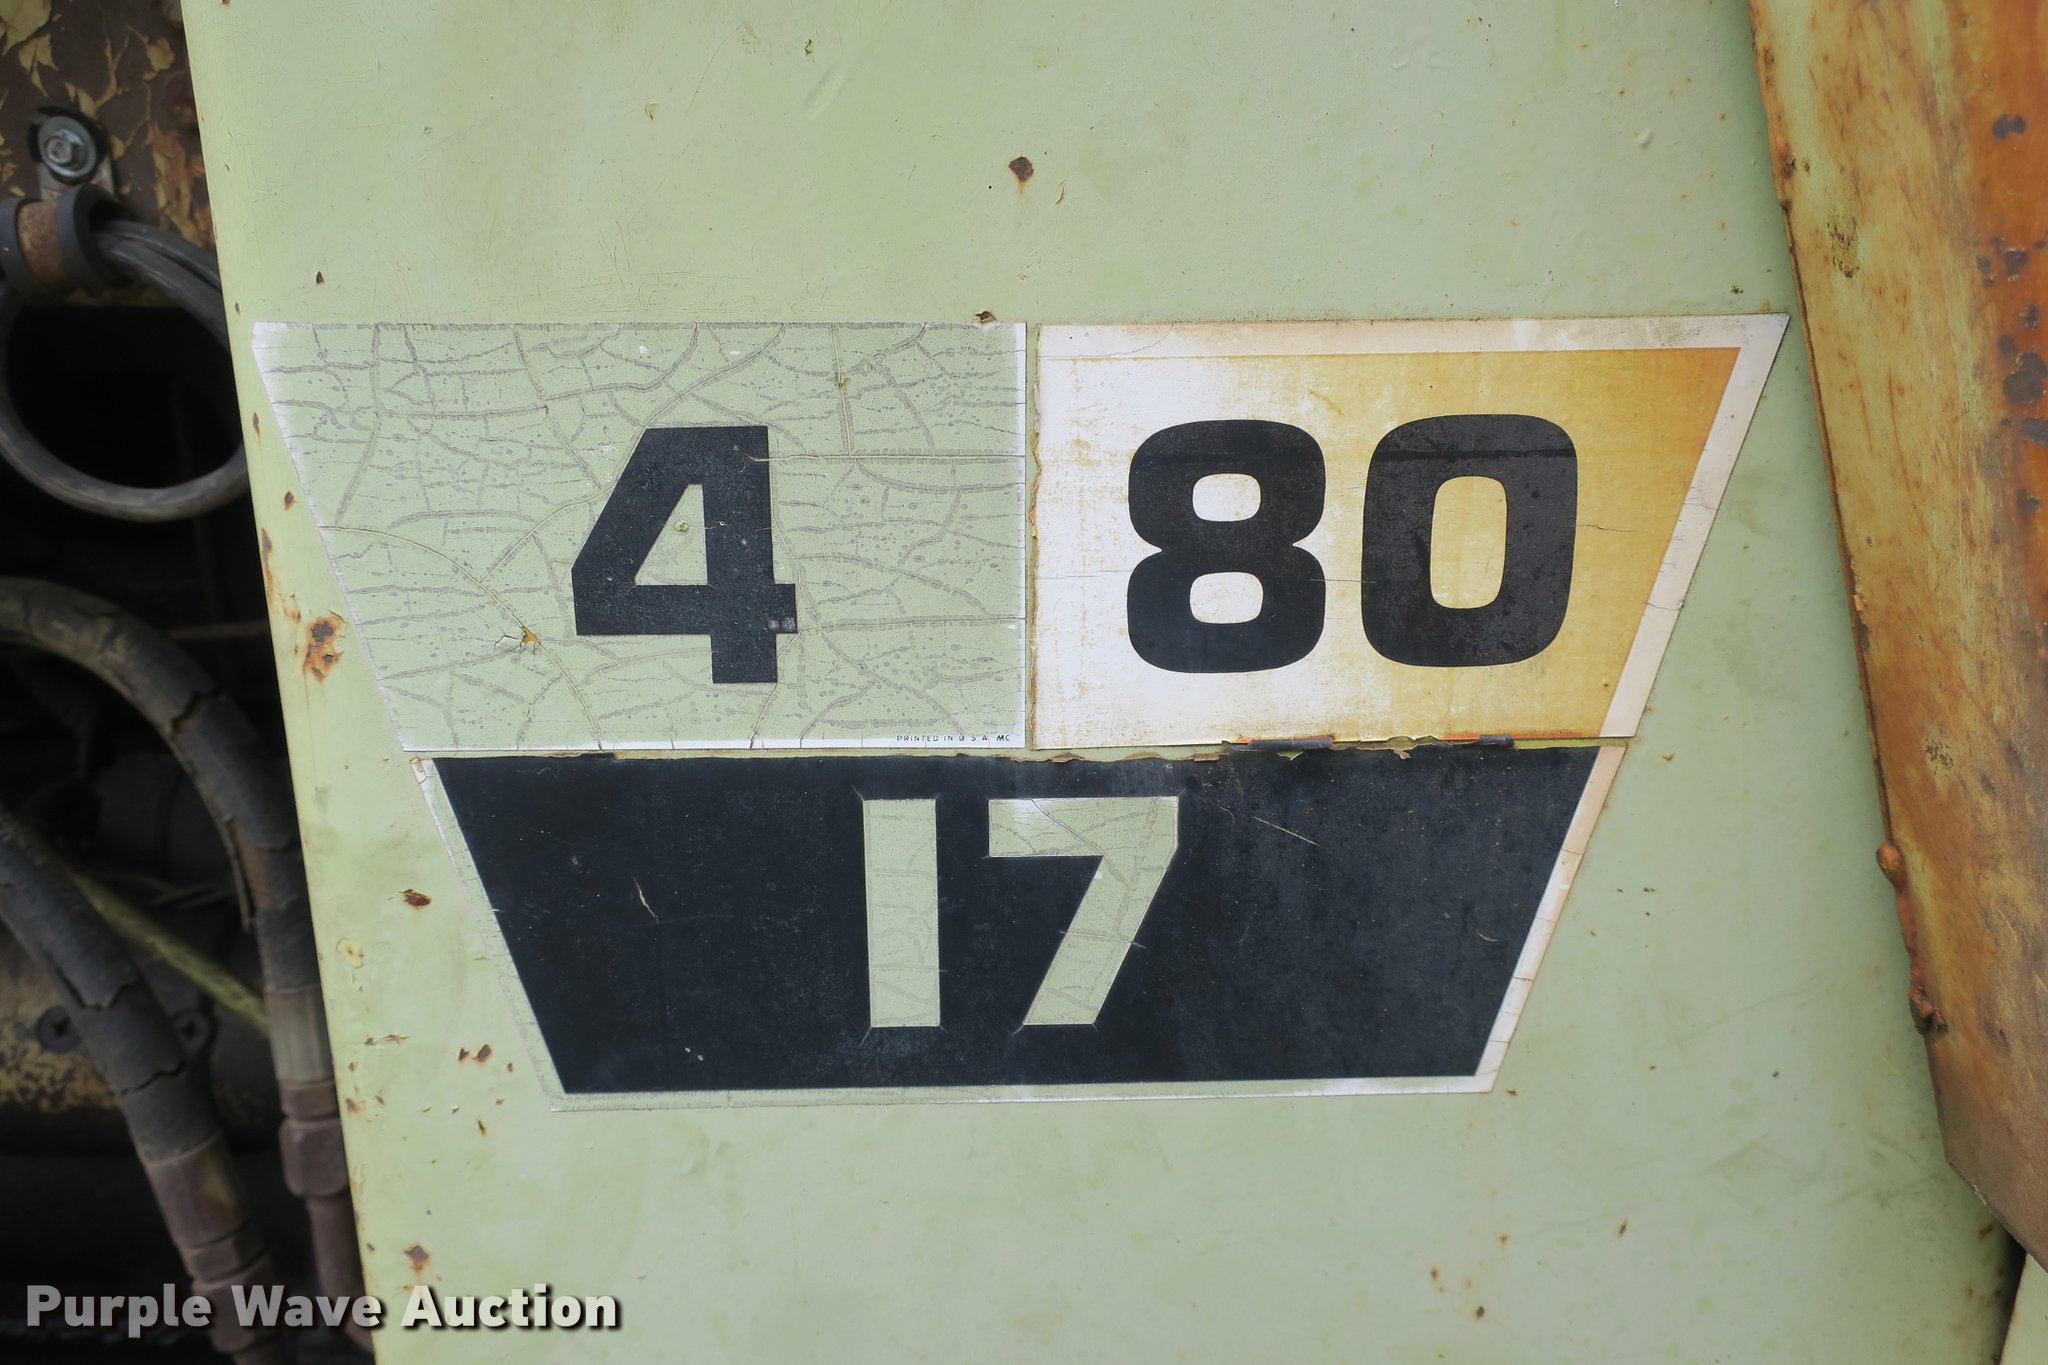 4 80
PRINTED IN U S A MC
17
Purple Wave Auction